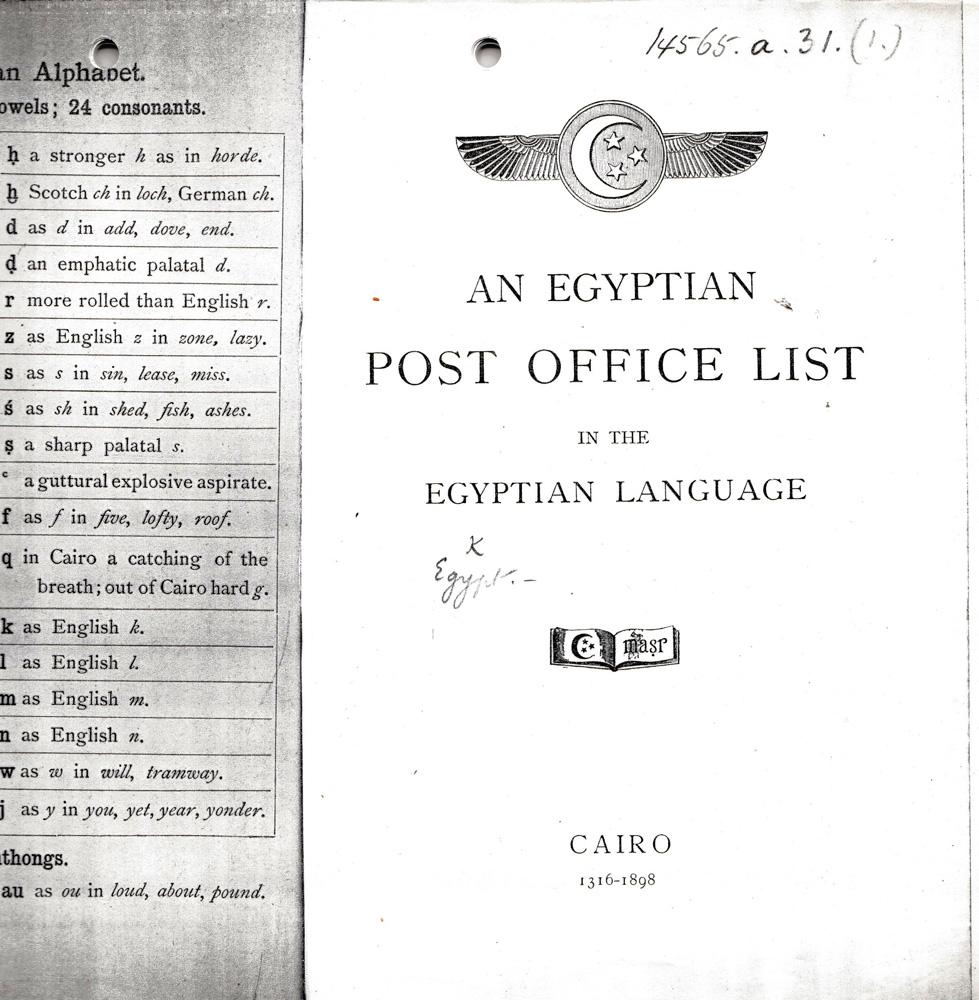 an Alphabet.
owels; 24 consonants.
ḥ a stronger h as in horde.
ẖ Scotch ch in loch, German ch.
d as d in add, dove, end.
ḍ an emphatic palatal d.
r more rolled than English r.
z as English z in zone, lazy.
s as s in sin, lease, miss.
ś as sh in shed, fish, ashes.
ṣ a sharp palatal s.
ʿ a guttural explosive aspirate.
f as f in five, lofty, roof.
q in Cairo a catching of the
breath; out of Cairo hard g.
k as English k.
l as English l.
m as English m.
n as English n.
w as w in will, tramway.
j as y in you, yet, year, yonder.
thongs.
au as ou in loud, about, pound.
14565.a.31.(1.)
AN EGYPTIAN
POST OFFICE LIST
IN THE
EGYPTIAN LANGUAGE
K
Egypt.–
maṣr
CAIRO
1316-1898